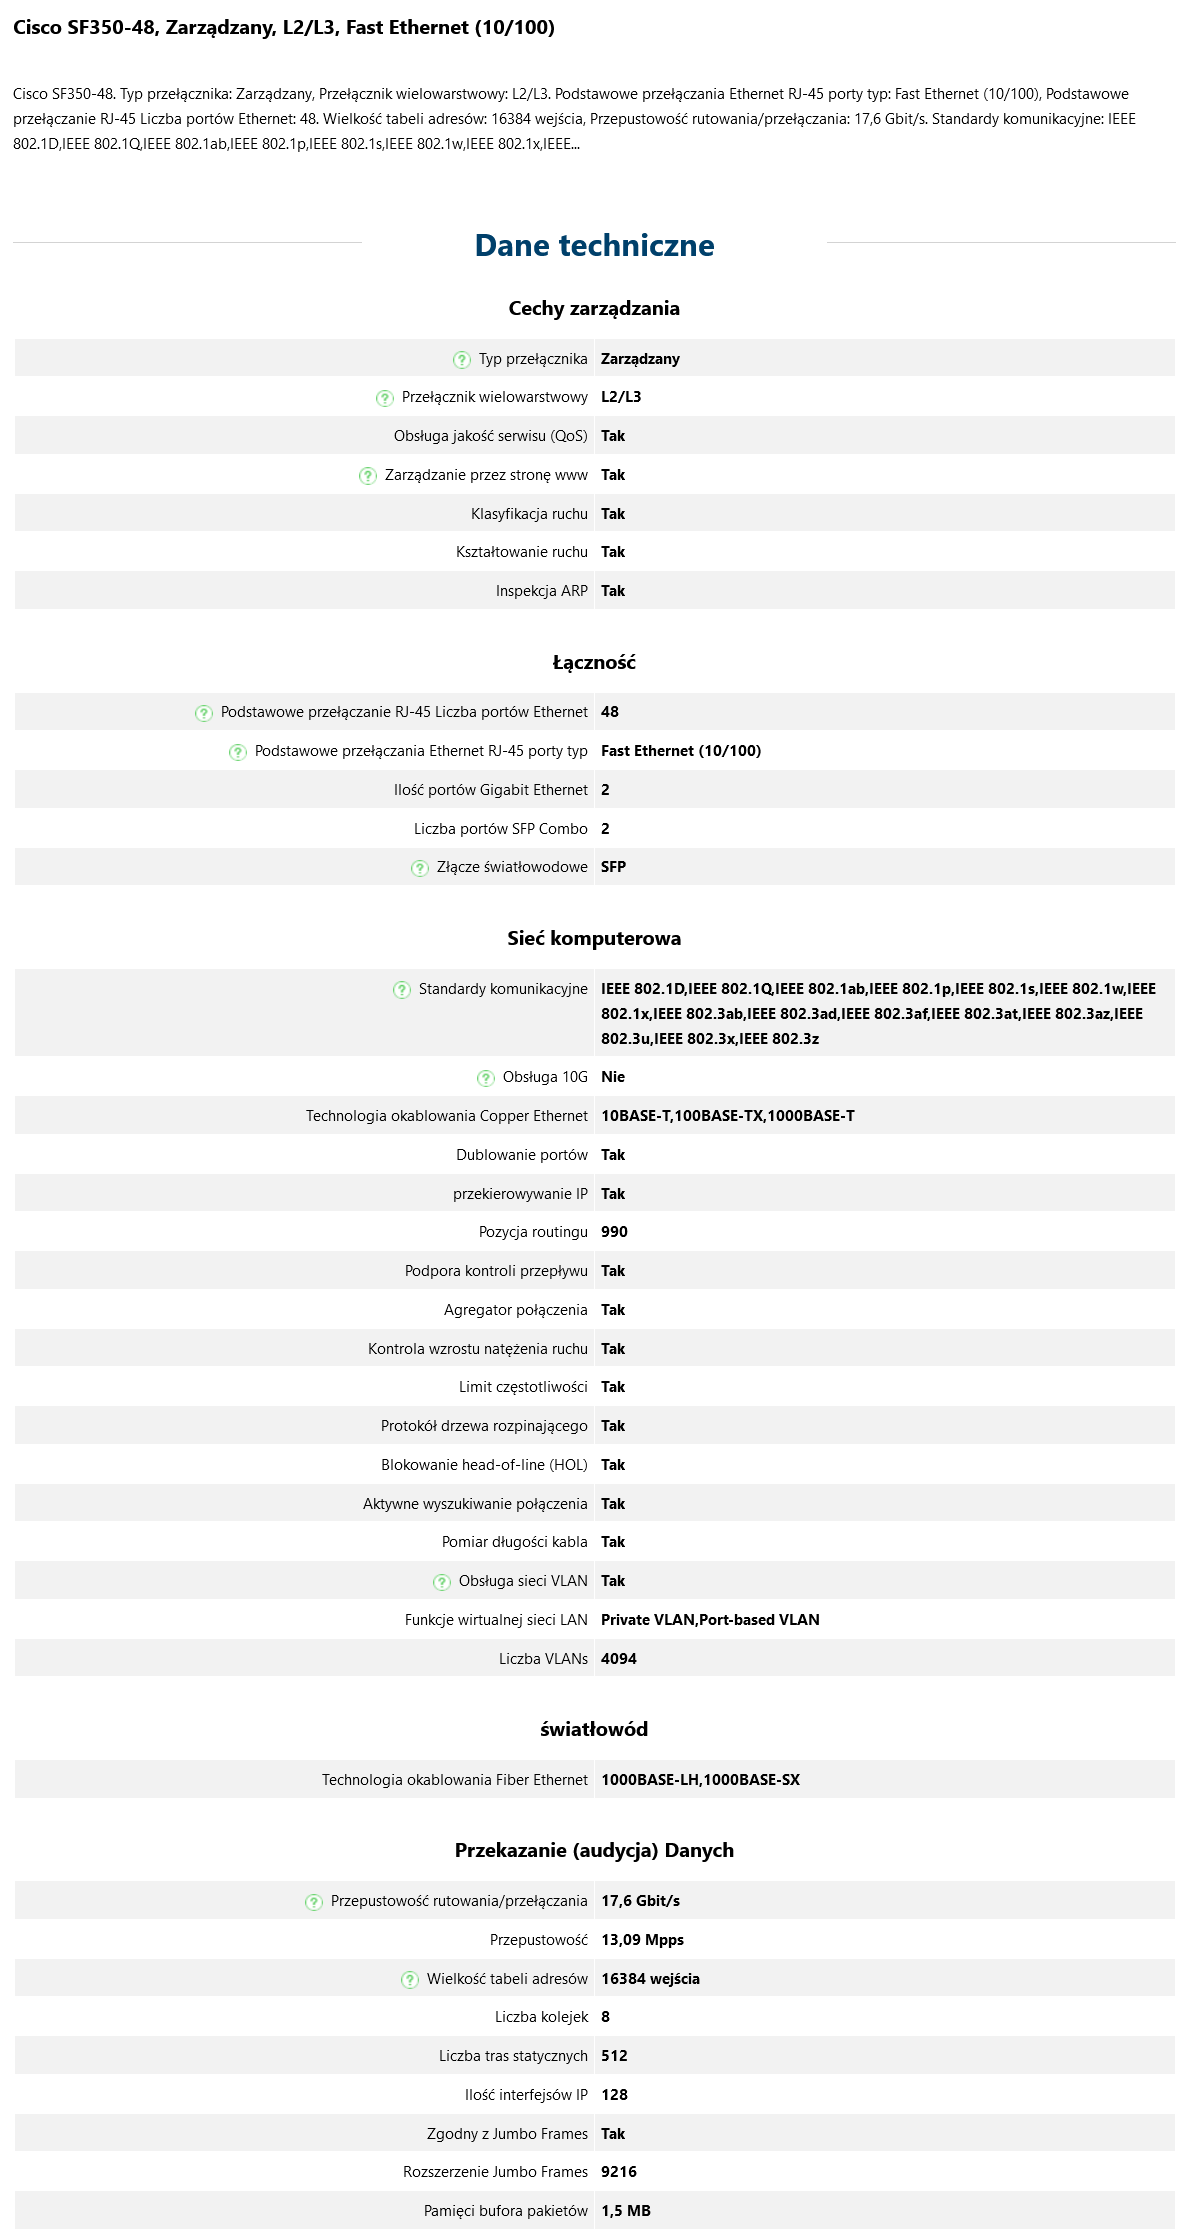 Cisco SF350-48, Zarządzany, L2/L3, Fast Ethernet (10/100)
Cisco SF350-48. Typ przełącznika: Zarządzany, Przełącznik wielowarstwowy: L2/L3. Podstawowe przełączania Ethernet RJ-45 porty typ: Fast Ethernet (10/100), Podstawowe
przełączanie RJ-45 Liczba portów Ethernet: 48. Wielkość tabeli adresów: 16384 wejścia, Przepustowość rutowania/przełączania: 17,6 Gbit/s. Standardy komunikacyjne: IEEE
802.1D,IEEE 802.1Q,IEEE 802.1ab,IEEE 802.1p,IEEE 802.1s,IEEE 802.1w,IEEE 802.1x,IEEE...
Dane techniczne
Cechy zarządzania
? Typ przełącznika Zarządzany
? Przełącznik wielowarstwowy L2/L3
Obsługa jakość serwisu (QoS) Tak
? Zarządzanie przez stronę www Tak
Klasyfikacja ruchu Tak
Kształtowanie ruchu Tak
Inspekcja ARP Tak
Łączność
? Podstawowe przełączanie RJ-45 Liczba portów Ethernet 48
? Podstawowe przełączania Ethernet RJ-45 porty typ Fast Ethernet (10/100)
Ilość portów Gigabit Ethernet 2
Liczba portów SFP Combo 2
? Złącze światłowodowe SFP
Sieć komputerowa
? Standardy komunikacyjne IEEE 802.1D,IEEE 802.1Q,IEEE 802.1ab,IEEE 802.1p,IEEE 802.1s,IEEE 802.1w,IEEE
802.1x,IEEE 802.3ab,IEEE 802.3ad,IEEE 802.3af,IEEE 802.3at,IEEE 802.3az,IEEE
802.3u,IEEE 802.3x,IEEE 802.3z
? Obsługa 10G Nie
Technologia okablowania Copper Ethernet 10BASE-T,100BASE-TX,1000BASE-T
Dublowanie portów Tak
przekierowywanie IP Tak
Pozycja routingu 990
Podpora kontroli przepływu Tak
Agregator połączenia Tak
Kontrola wzrostu natężenia ruchu Tak
Limit częstotliwości Tak
Protokół drzewa rozpinającego Tak
Blokowanie head-of-line (HOL) Tak
Aktywne wyszukiwanie połączenia Tak
Pomiar długości kabla Tak
? Obsługa sieci VLAN Tak
Funkcje wirtualnej sieci LAN Private VLAN,Port-based VLAN
Liczba VLANs 4094
światłowód
Technologia okablowania Fiber Ethernet 1000BASE-LH,1000BASE-SX
Przekazanie (audycja) Danych
? Przepustowość rutowania/przełączania 17,6 Gbit/s
Przepustowość 13,09 Mpps
? Wielkość tabeli adresów 16384 wejścia
Liczba kolejek 8
Liczba tras statycznych 512
Ilość interfejsów IP 128
Zgodny z Jumbo Frames Tak
Rozszerzenie Jumbo Frames 9216
Pamięci bufora pakietów 1,5 MB